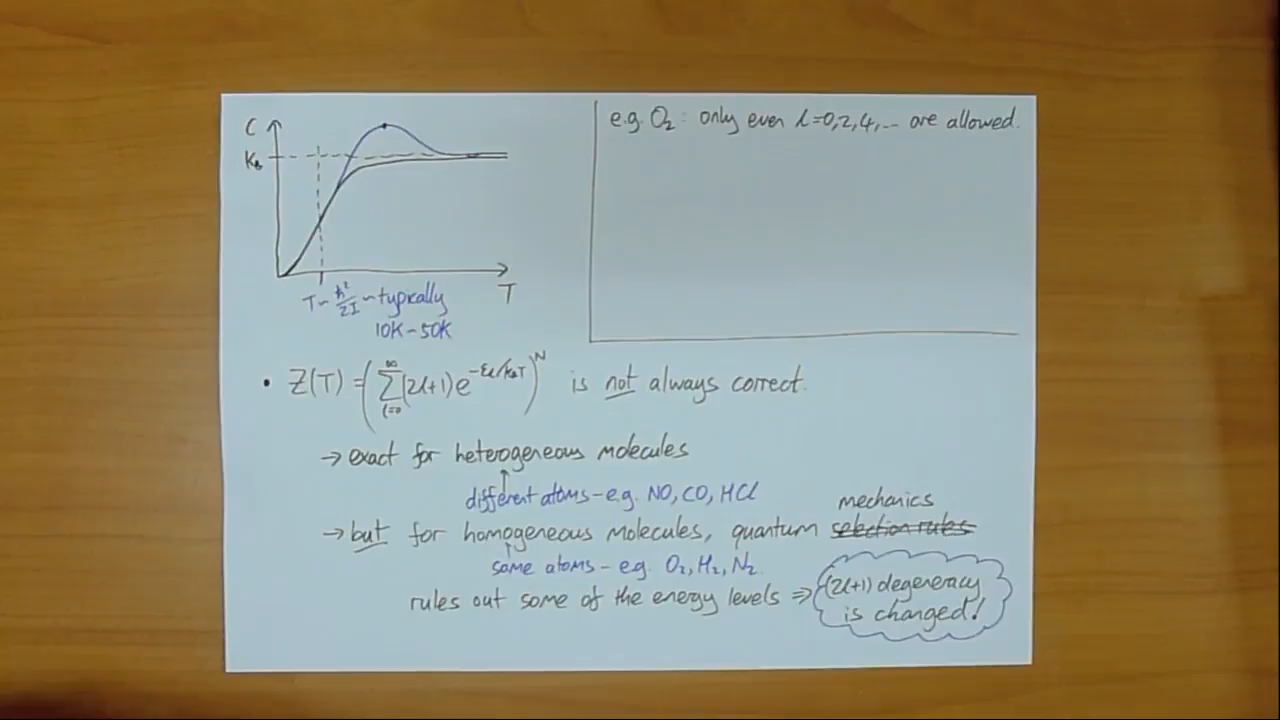 C
K_B
T ~ ħ²/2I ~ typically
10K - 50K
T
e.g. O₂ : only even l=0,2,4,... are allowed.
• Z(T) = (∑_{l=0}^{∞} (2l+1) e^{-ε_l/k_BT})^N is not always correct.
→ exact for heterogeneous molecules
different atoms - e.g. NO, CO, HCl
mechanics
→ but for homogeneous molecules, quantum selection rules
same atoms - e.g. O₂, H₂, N₂.
rules out some of the energy levels ⇒ (2l+1) degeneracy
is changed!